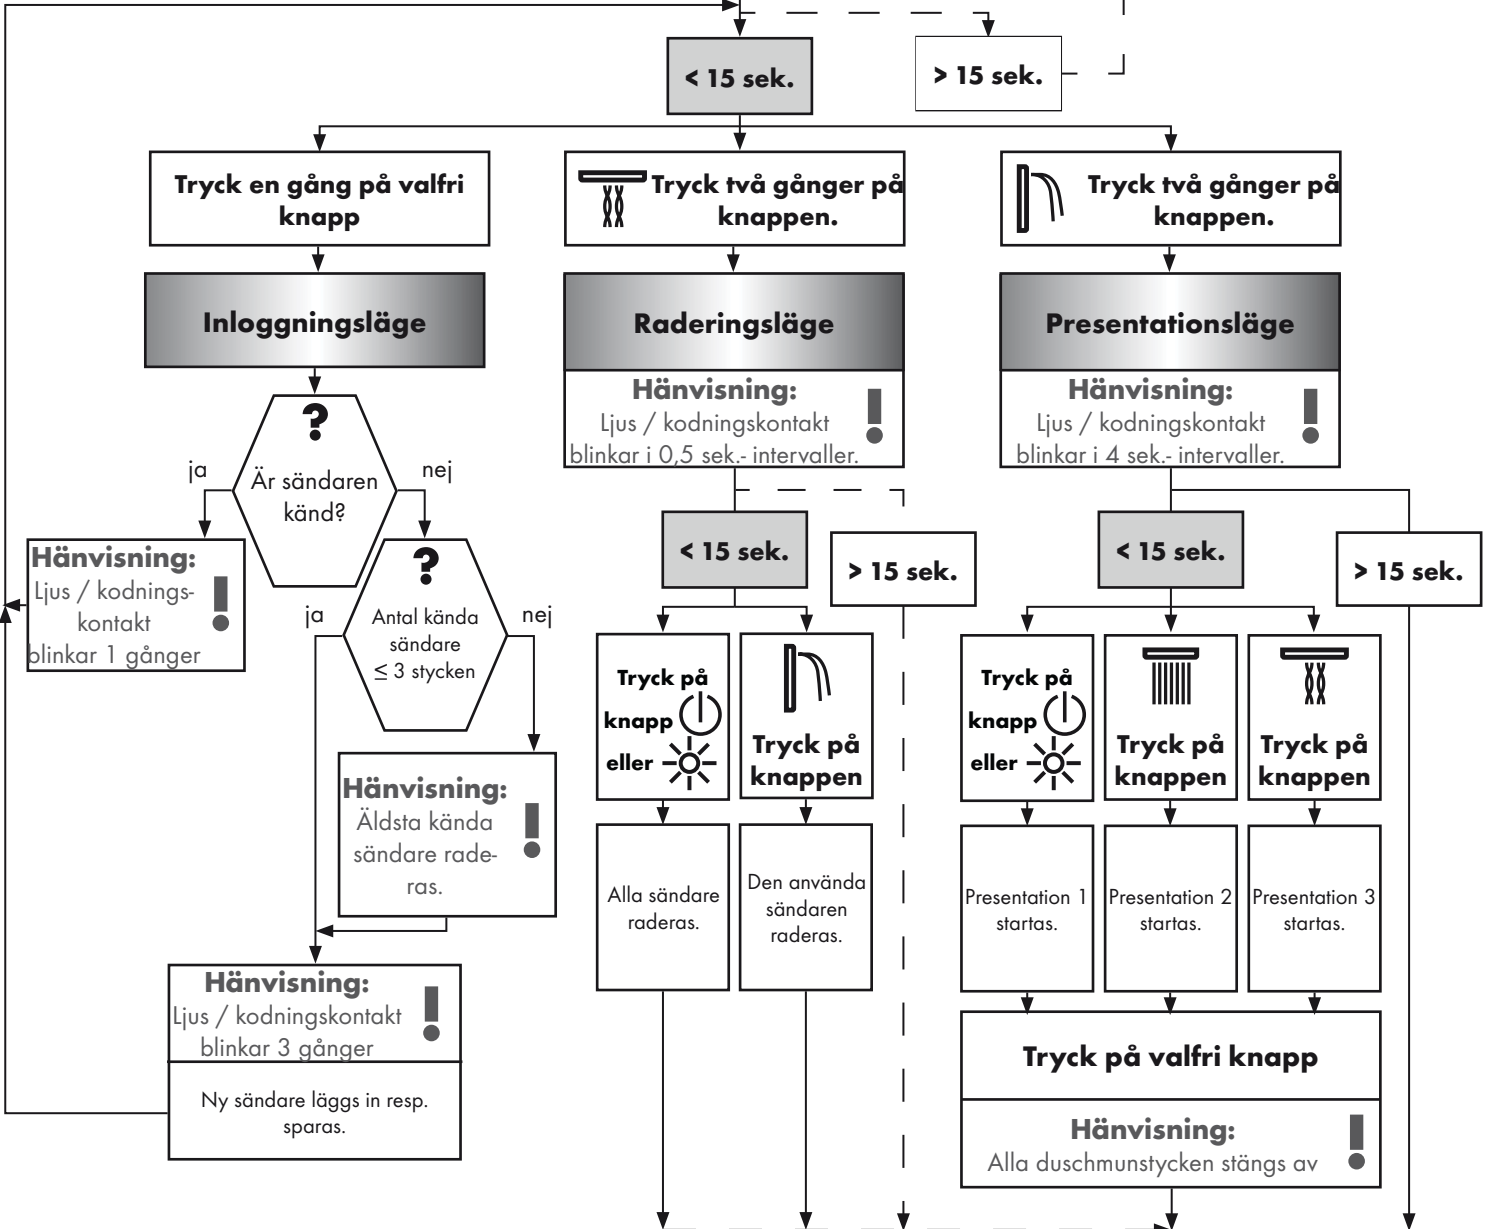 < 15 sek.
> 15 sek.
Tryck en gång på valfri
knapp
Tryck två gånger på
knappen.
Tryck två gånger på
knappen.
Inloggningsläge
Raderingsläge
Hänvisning:
Ljus / kodningskontakt
blinkar i 0,5 sek.- intervaller.
Presentationsläge
Hänvisning:
Ljus / kodningskontakt
blinkar i 4 sek.- intervaller.
?
Är sändaren
känd?
ja
nej
Hänvisning:
Ljus / kodnings-
kontakt
blinkar 1 gånger
?
Antal kända
sändare
≤ 3 stycken
ja
nej
Hänvisning:
Äldsta kända
sändare rade-
ras.
Hänvisning:
Ljus / kodningskontakt
blinkar 3 gånger
Ny sändare läggs in resp.
sparas.
< 15 sek.
> 15 sek.
Tryck på
knapp
eller
Tryck på
knappen
Alla sändare
raderas.
Den använda
sändaren
raderas.
< 15 sek.
> 15 sek.
Tryck på
knapp
eller
Tryck på
knappen
Tryck på
knappen
Presentation 1
startas.
Presentation 2
startas.
Presentation 3
startas.
Tryck på valfri knapp
Hänvisning:
Alla duschmunstycken stängs av